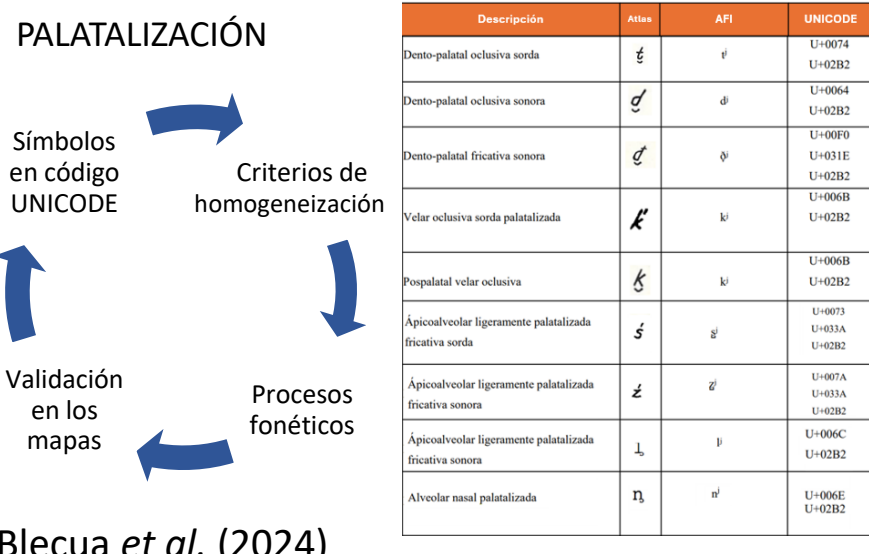 PALATALIZACIÓN
Símbolos
en código
UNICODE
Criterios de
homogeneización
Validación
en los
mapas
Procesos
fonéticos
Blecua et al. (2024)
Descripción Atlas AFI UNICODE
Dento-palatal oclusiva sorda tʲ U+0074
U+02B2
Dento-palatal oclusiva sonora dʲ U+0064
U+02B2
Dento-palatal fricativa sonora ð̞ʲ U+00F0
U+031E
U+02B2
Velar oclusiva sorda palatalizada kʲ U+006B
U+02B2
Pospalatal velar oclusiva kʲ U+006B
U+02B2
Ápicoalveolar ligeramente palatalizada
fricativa sorda ś s̺ʲ U+0073
U+033A
U+02B2
Ápicoalveolar ligeramente palatalizada
fricativa sonora ź z̺ʲ U+007A
U+033A
U+02B2
Ápicoalveolar ligeramente palatalizada
fricativa sonora lʲ U+006C
U+02B2
Alveolar nasal palatalizada nʲ U+006E
U+02B2